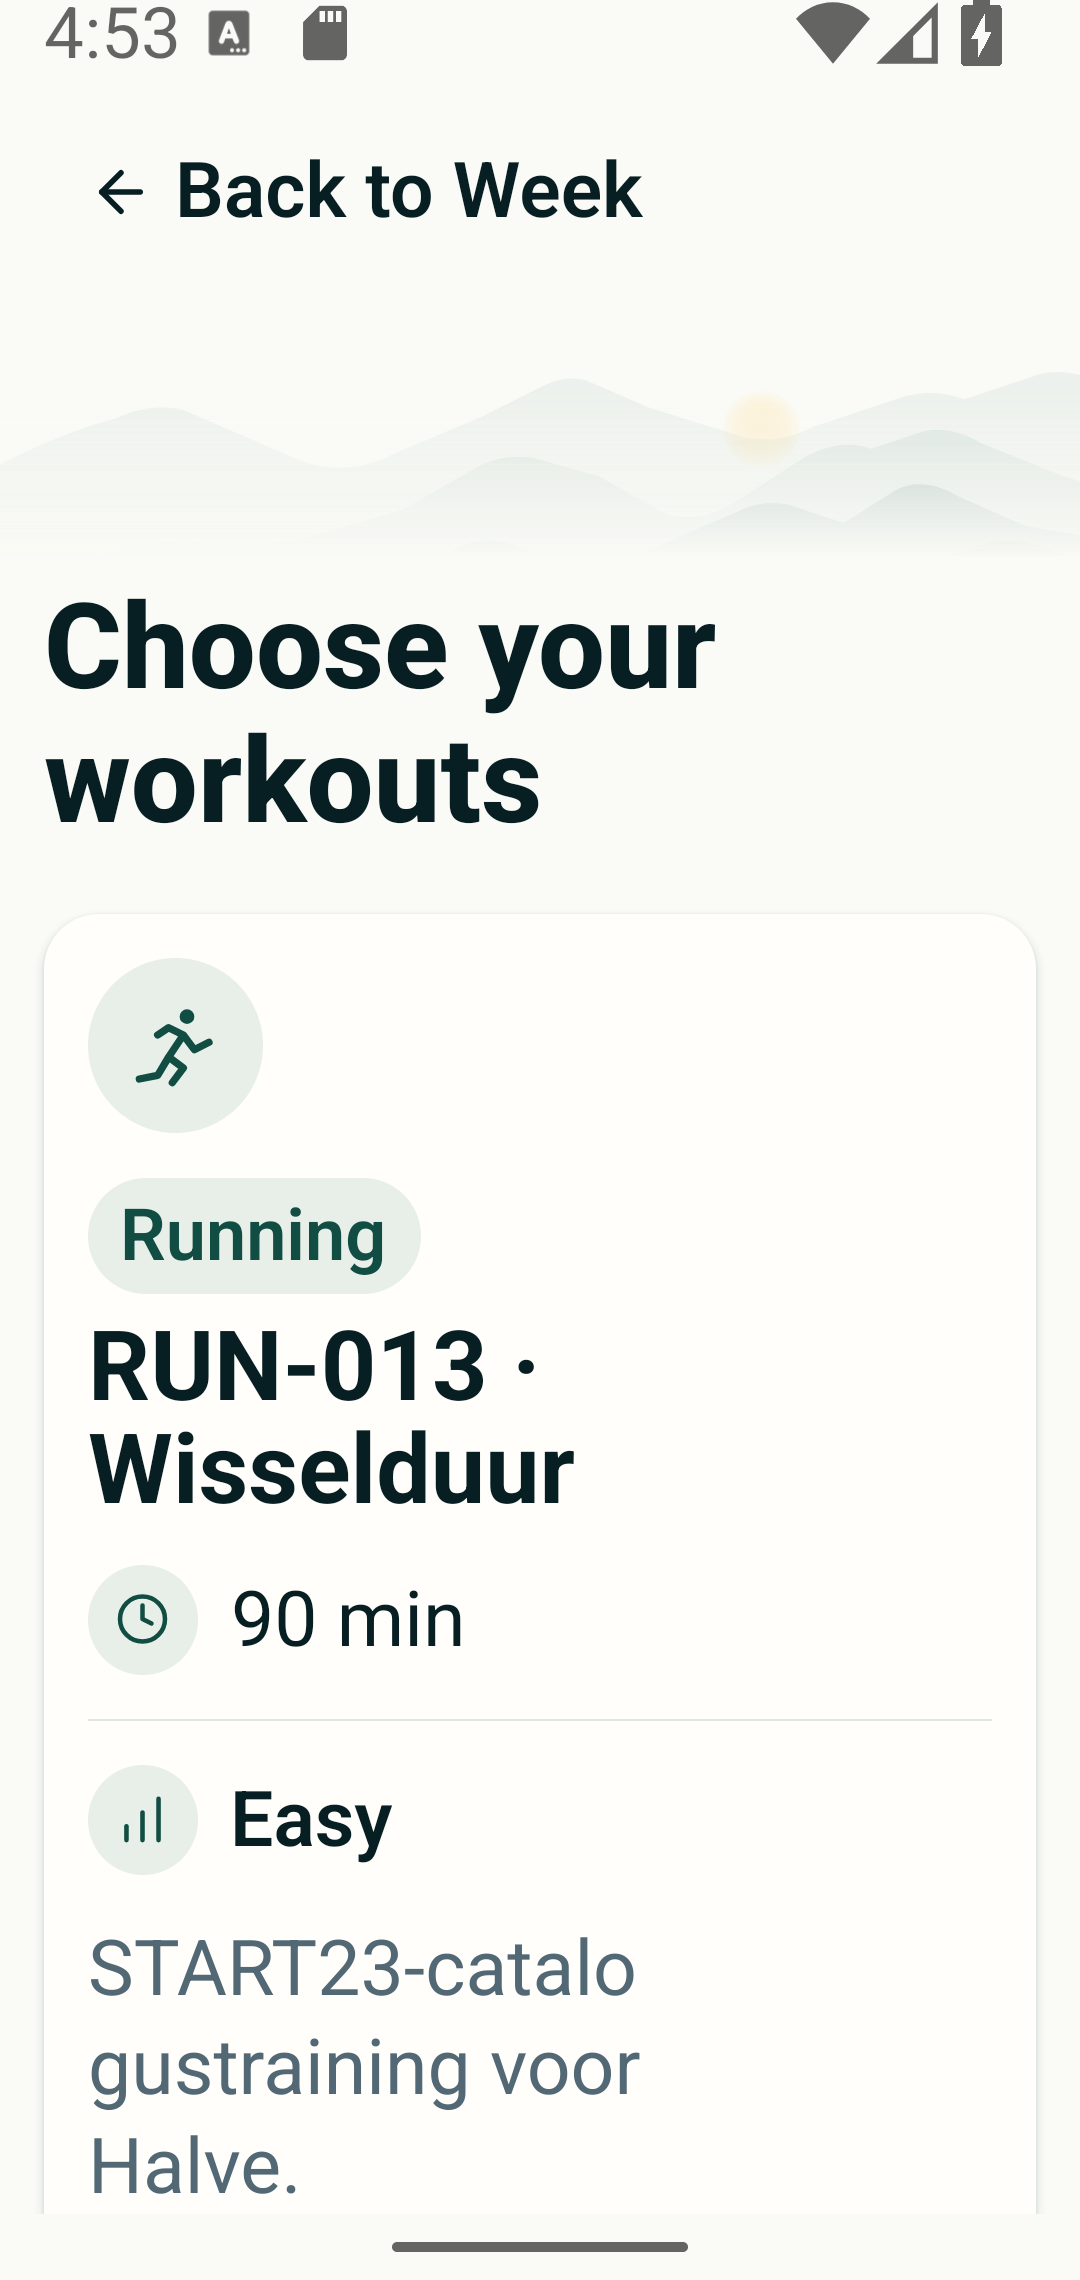 4:53
Back to Week
Choose your
workouts
Running
RUN-013 ·
Wisselduur
90 min
Easy
START23-catalo
gustraining voor
Halve.